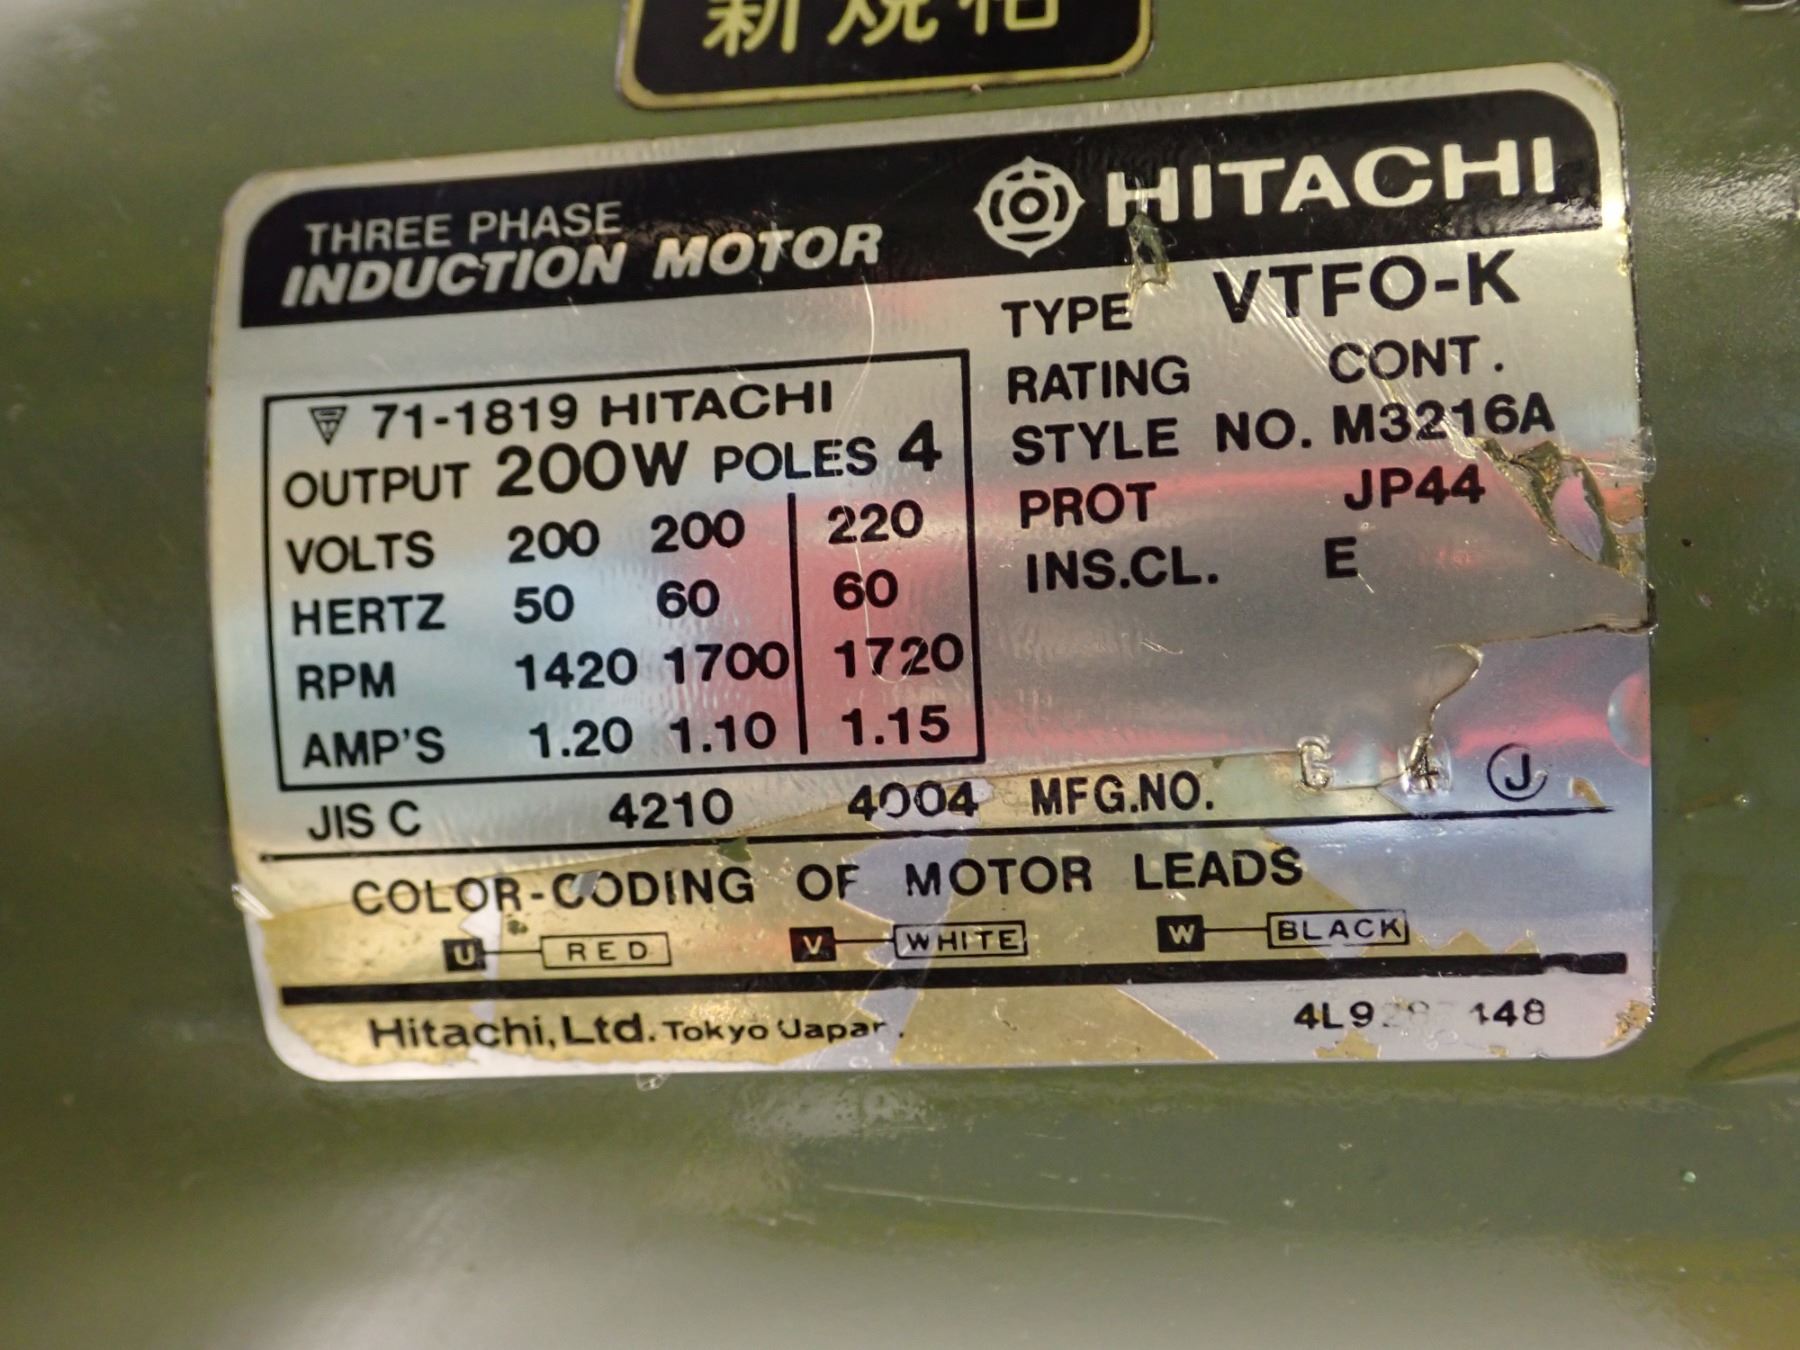 新規格
THREE PHASE
INDUCTION MOTOR
HITACHI
71-1819 HITACHI
OUTPUT 200W POLES 4
VOLTS 200 200 220
HERTZ 50 60 60
RPM 1420 1700 1720
AMP'S 1.20 1.10 1.15
TYPE VTFO-K
RATING CONT.
STYLE NO. M3216A
PROT JP44
INS.CL. E
JIS C 4210 4004 MFG.NO. J
COLOR-CODING OF MOTOR LEADS
U RED V WHITE W BLACK
Hitachi, Ltd. Tokyo Japan.